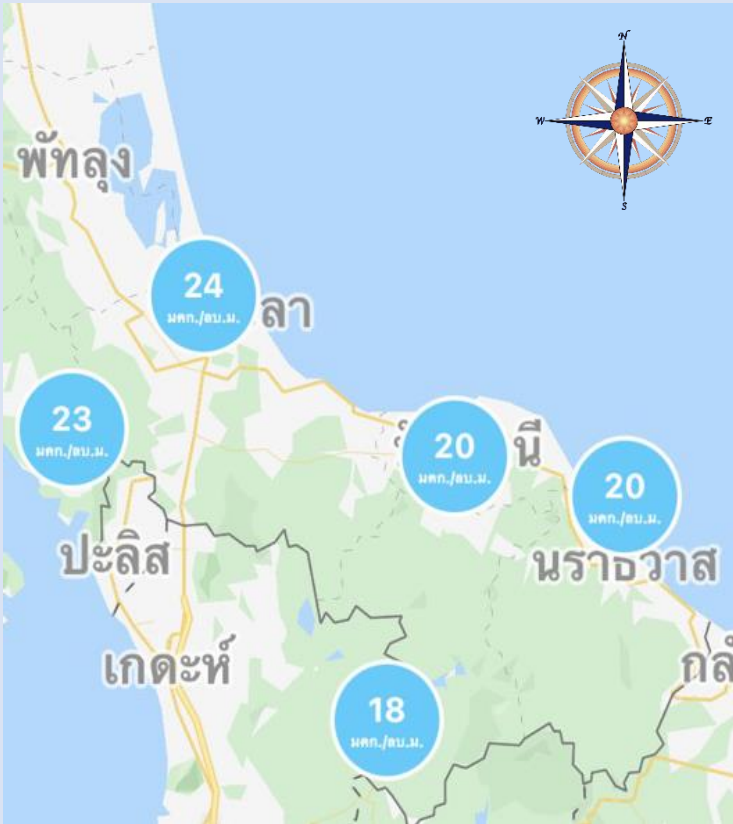 N
W
E
S
พัทลุง
24
มคก./ลบ.ม.
ลา
23
มคก./ลบ.ม.
20
มคก./ลบ.ม.
นี
20
มคก./ลบ.ม.
ปะลิส
นราธิวาส
เกดะห์
กลั
18
มคก./ลบ.ม.